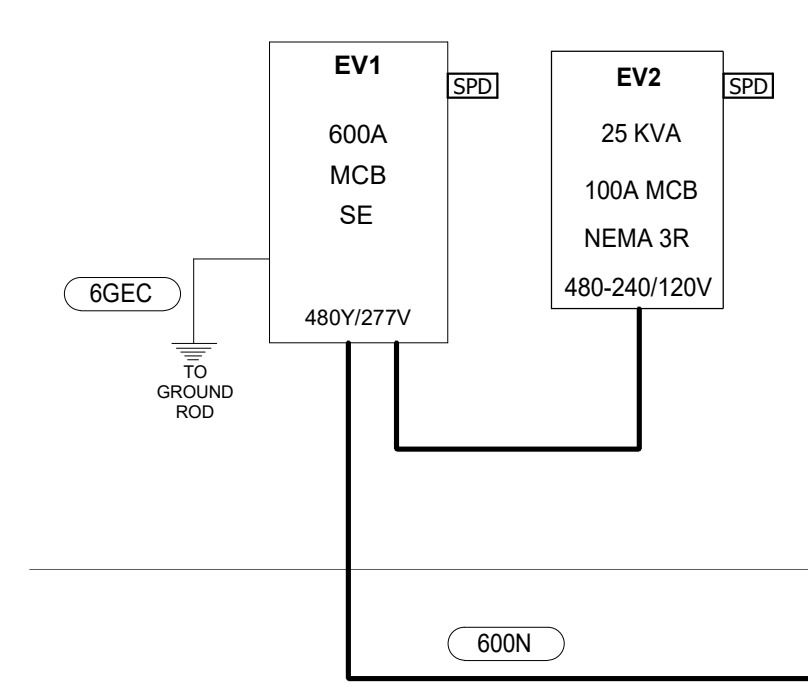 EV1
SPD
600A
MCB
SE
480Y/277V
EV2
SPD
25 KVA
100A MCB
NEMA 3R
480-240/120V
6GEC
TO
GROUND
ROD
600N